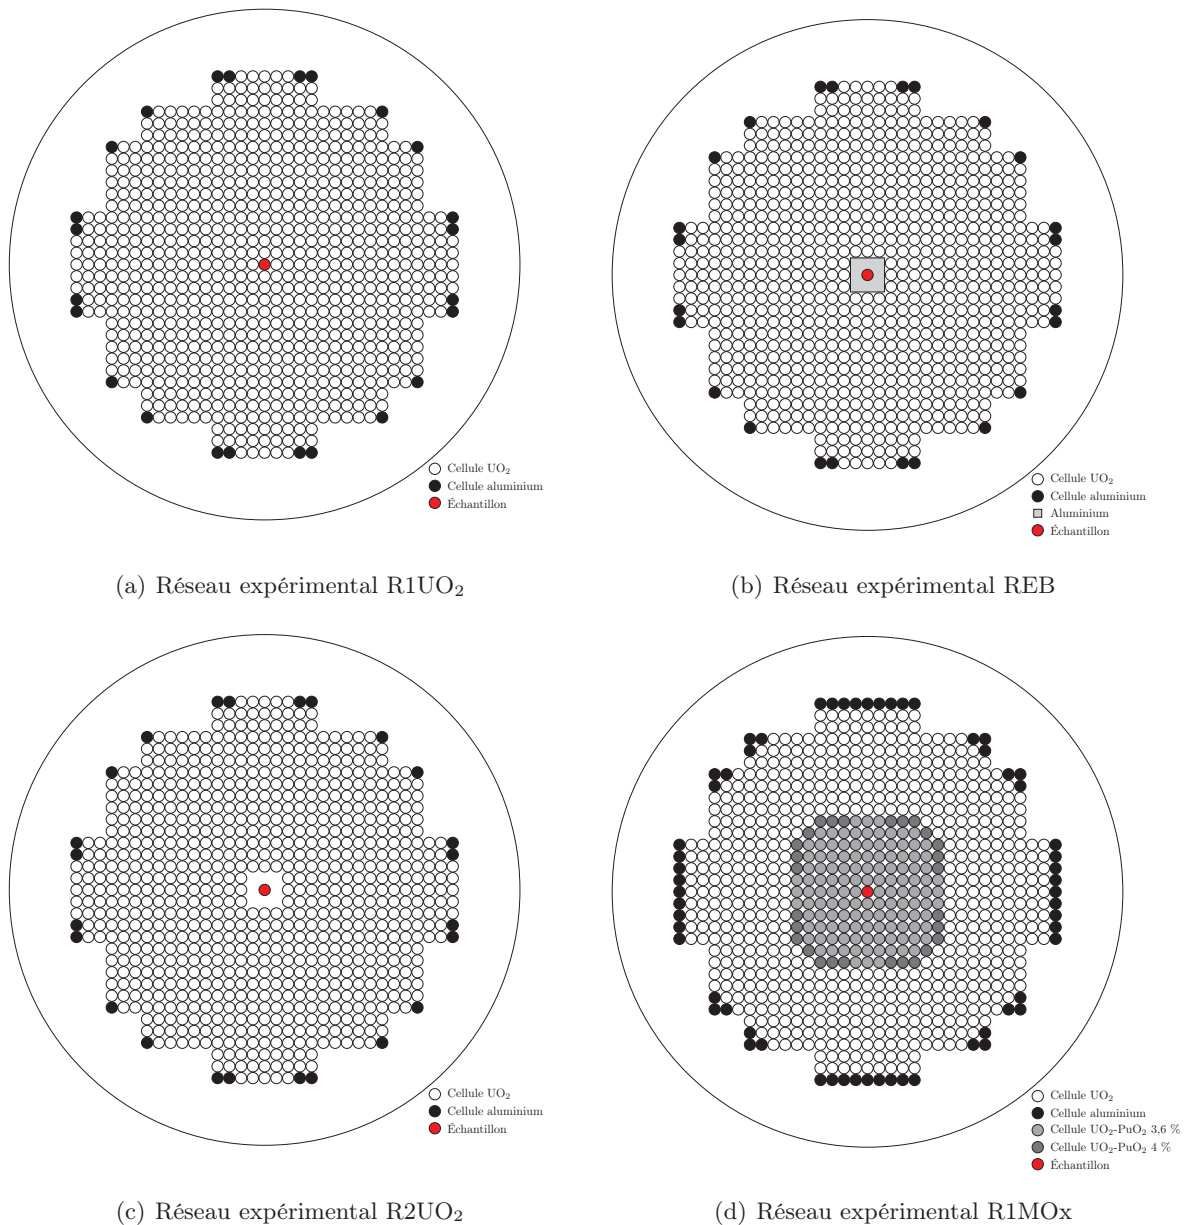 Cellule UO₂
Cellule aluminium
Échantillon
(a) Réseau expérimental R1UO₂
Cellule UO₂
Cellule aluminium
Aluminium
Échantillon
(b) Réseau expérimental REB
Cellule UO₂
Cellule aluminium
Échantillon
(c) Réseau expérimental R2UO₂
Cellule UO₂
Cellule aluminium
Cellule UO₂-PuO₂ 3,6 %
Cellule UO₂-PuO₂ 4 %
Échantillon
(d) Réseau expérimental R1MOx